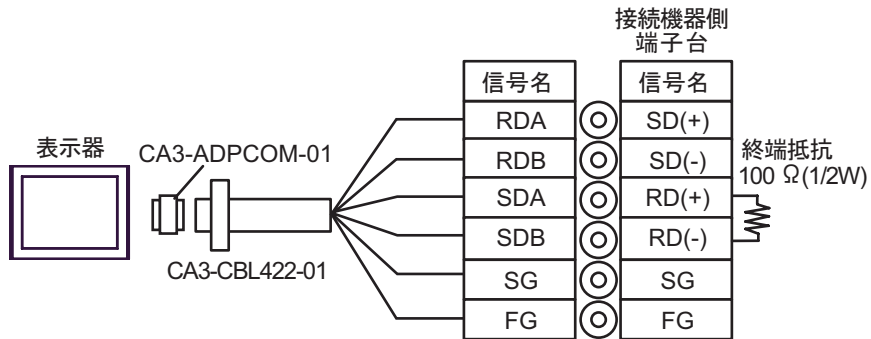 接続機器側
端子台
信号名
信号名
RDA
SD(+)
RDB
SD(-)
SDA
RD(+)
SDB
RD(-)
SG
SG
FG
FG
表示器
CA3-ADPCOM-01
CA3-CBL422-01
終端抵抗
100 Ω(1/2W)